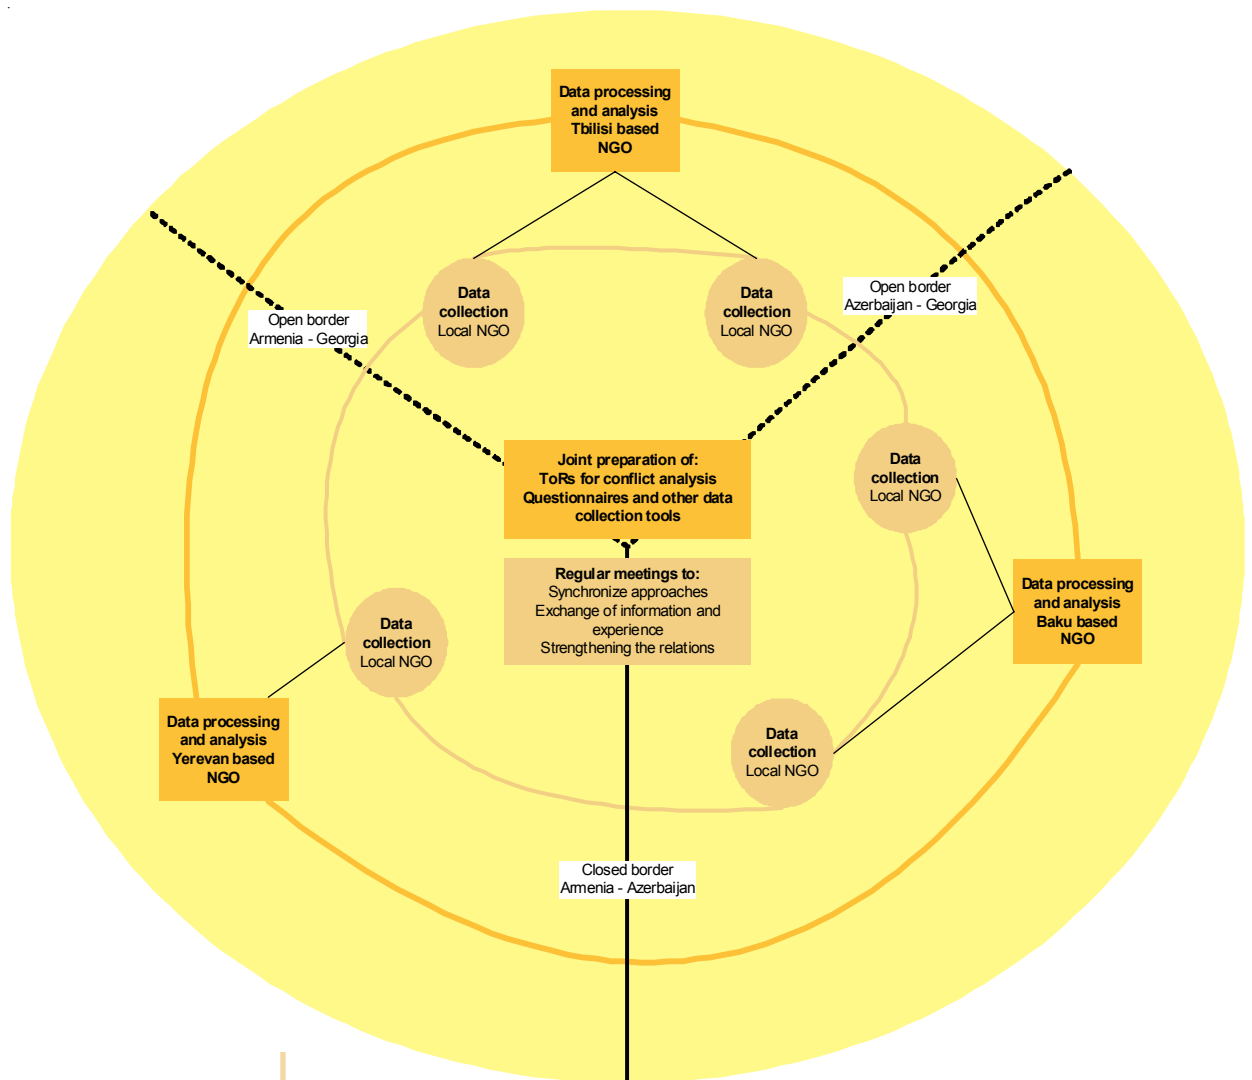 Data processing
and analysis
Tbilisi based
NGO
Data
collection
Local NGO
Data
collection
Local NGO
Open border
Azerbaijan - Georgia
Open border
Armenia - Georgia
Joint preparation of:
ToRs for conflict analysis
Questionnaires and other data
collection tools
Data
collection
Local NGO
Regular meetings to:
Synchronize approaches
Exchange of information and
experience
Strengthening the relations
Data processing
and analysis
Baku based
NGO
Data
collection
Local NGO
Data processing
and analysis
Yerevan based
NGO
Data
collection
Local NGO
Closed border
Armenia - Azerbaijan